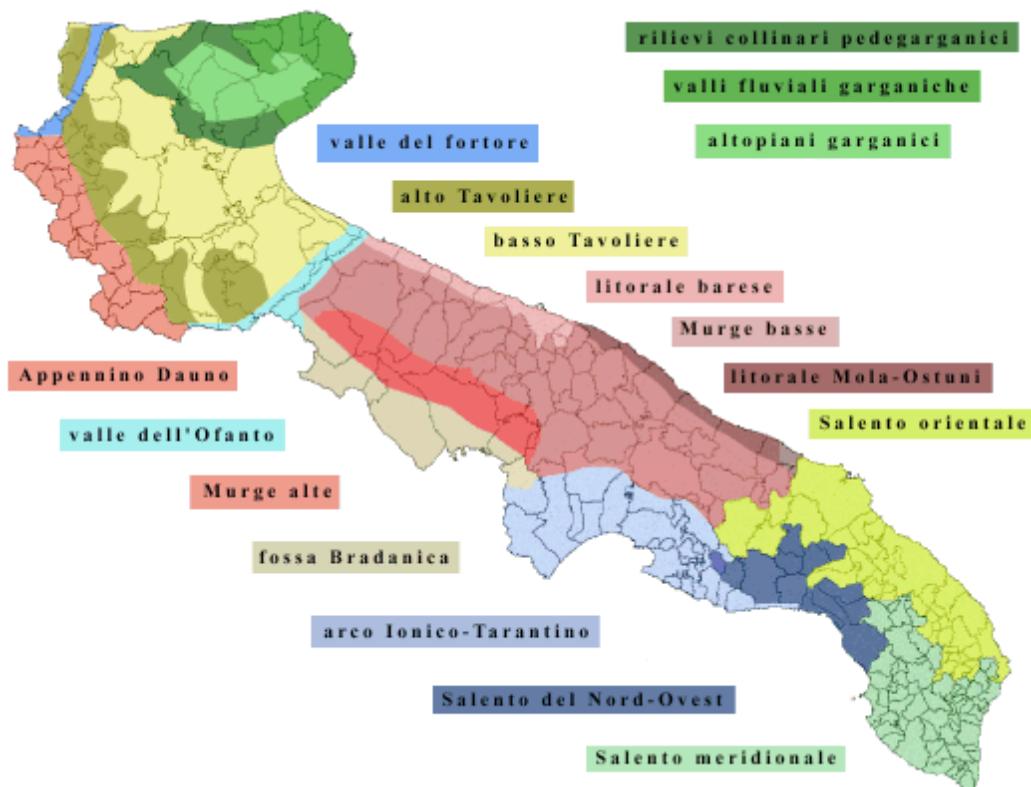 rilievi collinari pedegarganici
valli fluviali garganiche
valle del fortore
altopiani garganici
alto Tavoliere
basso Tavoliere
litorale barese
Murge basse
Appennino Dauno
litorale Mola-Ostuni
Salento orientale
valle dell'Ofanto
Murge alte
fossa Bradanica
arco Ionico-Tarantino
Salento del Nord-Ovest
Salento meridionale